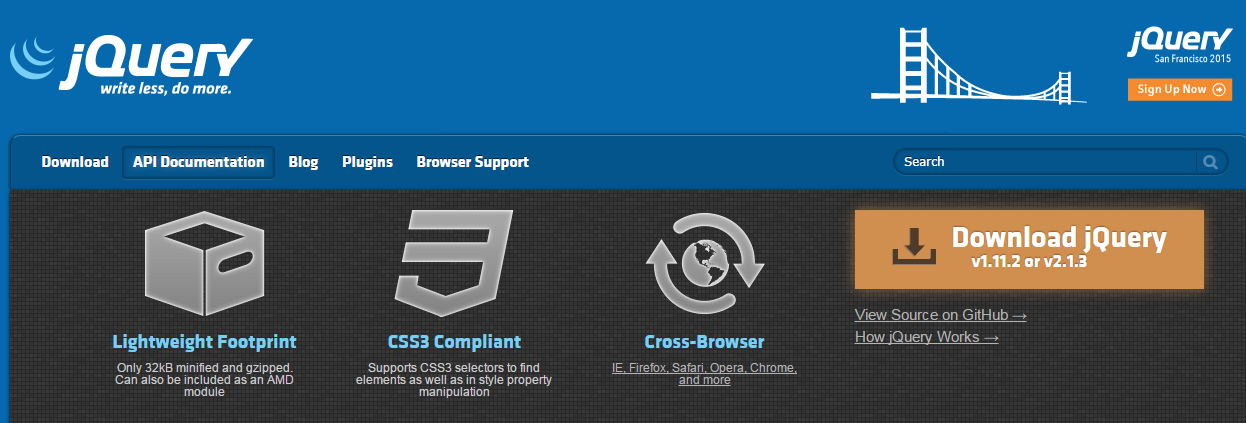 jQuery
write less, do more.
jQuery
San Francisco 2015
Sign Up Now
Download
API Documentation
Blog
Plugins
Browser Support
Search
Lightweight Footprint
Only 32kB minified and gzipped.
Can also be included as an AMD
module
CSS3 Compliant
Supports CSS3 selectors to find
elements as well as in style property
manipulation
Cross-Browser
IE, Firefox, Safari, Opera, Chrome,
and more
Download jQuery
v1.11.2 or v2.1.3
View Source on GitHub →
How jQuery Works →